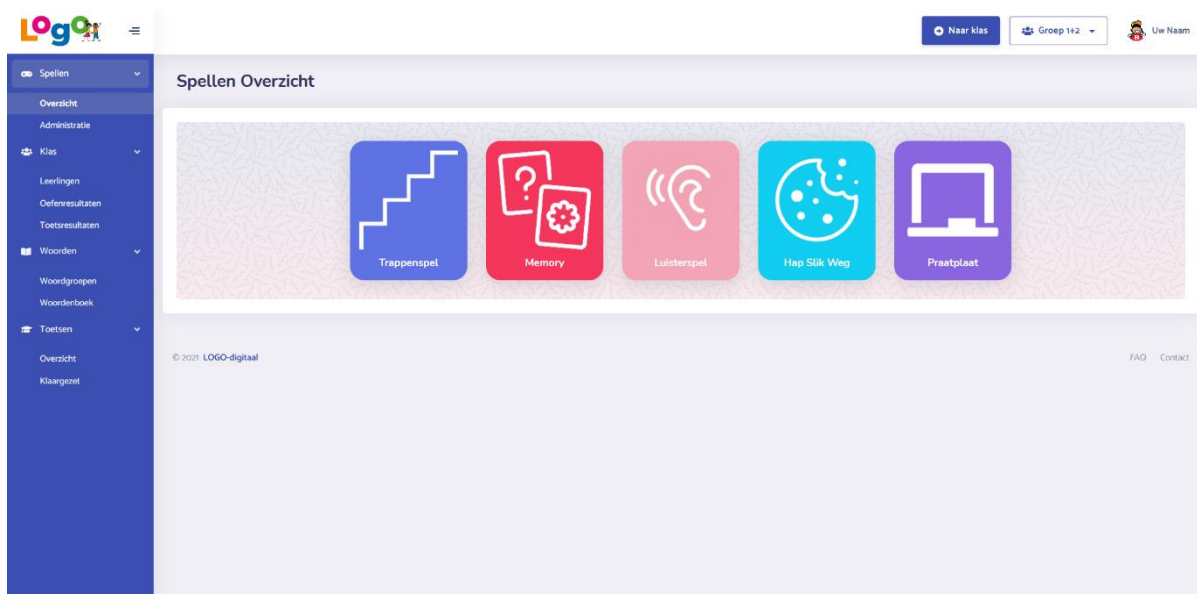 Logo
Naar klas
Groep 1+2
Uw Naam
Spellen
Overzicht
Administratie
Klas
Leerlingen
Oefenresultaten
Toetsresultaten
Woorden
Woordgroepen
Woordenboek
Toetsen
Overzicht
Klaargezet
Spellen Overzicht
Trappenspel
?
Memory
Luisterspel
Hap Slik Weg
Praatplaat
© 2021 LOGO-digitaal
FAQ Contact